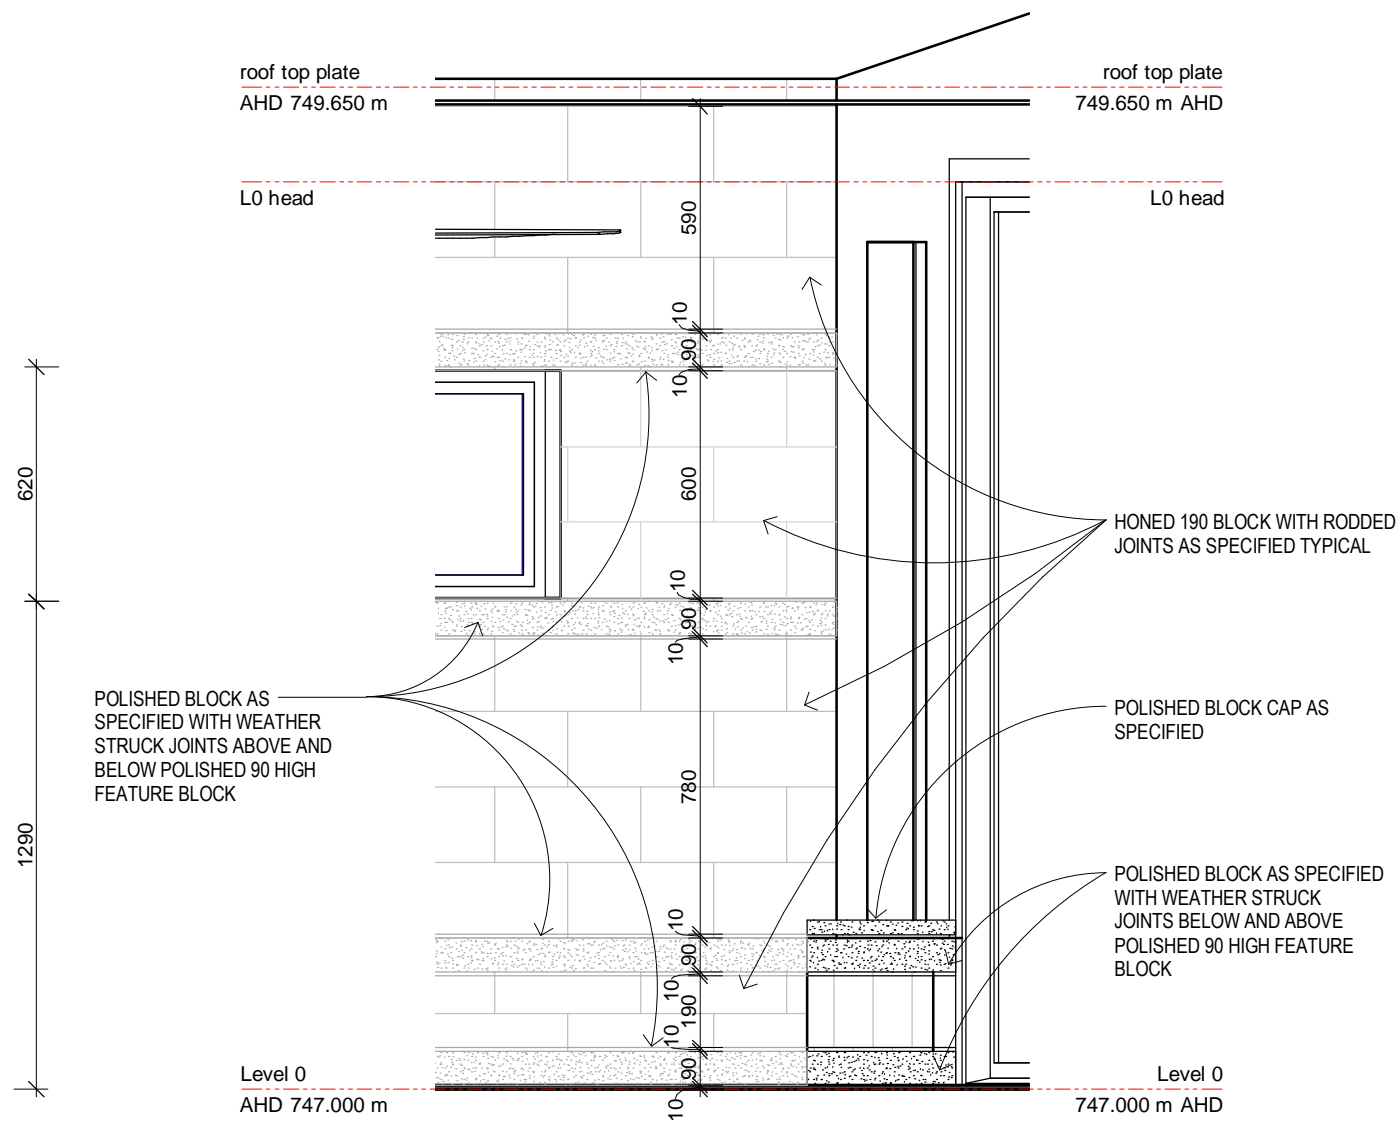 roof top plate
AHD 749.650 m
roof top plate
749.650 m AHD
L0 head
L0 head
590
10
90
10
620
600
HONED 190 BLOCK WITH RODDED
JOINTS AS SPECIFIED TYPICAL
10
90
10
POLISHED BLOCK AS
SPECIFIED WITH WEATHER
STRUCK JOINTS ABOVE AND
BELOW POLISHED 90 HIGH
FEATURE BLOCK
POLISHED BLOCK CAP AS
SPECIFIED
780
1290
POLISHED BLOCK AS SPECIFIED
WITH WEATHER STRUCK
JOINTS BELOW AND ABOVE
POLISHED 90 HIGH FEATURE
BLOCK
10
90
10
190
10
90
10
Level 0
AHD 747.000 m
Level 0
747.000 m AHD